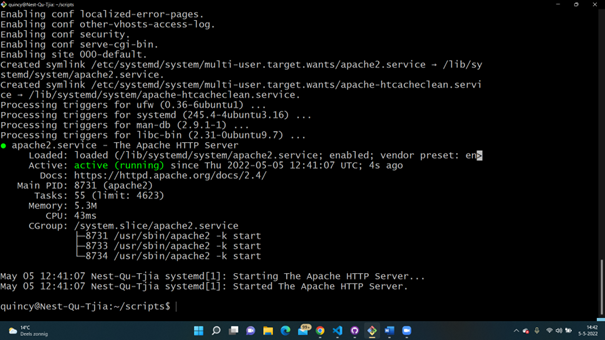 quincy@Nest-Qu-Tjia: ~/scripts
Enabling conf localized-error-pages.
Enabling conf other-vhosts-access-log.
Enabling conf security.
Enabling conf serve-cgi-bin.
Enabling site 000-default.
Created symlink /etc/systemd/system/multi-user.target.wants/apache2.service → /lib/sy
stemd/system/apache2.service.
Created symlink /etc/systemd/system/multi-user.target.wants/apache-htcacheclean.servi
ce → /lib/systemd/system/apache-htcacheclean.service.
Processing triggers for ufw (0.36-6ubuntu1) ...
Processing triggers for systemd (245.4-4ubuntu3.16) ...
Processing triggers for man-db (2.9.1-1) ...
Processing triggers for libc-bin (2.31-0ubuntu9.7) ...
● apache2.service - The Apache HTTP Server
Loaded: loaded (/lib/systemd/system/apache2.service; enabled; vendor preset: en>
Active: active (running) since Thu 2022-05-05 12:41:07 UTC; 4s ago
Docs: https://httpd.apache.org/docs/2.4/
Main PID: 8731 (apache2)
Tasks: 55 (limit: 4623)
Memory: 5.3M
CPU: 43ms
CGroup: /system.slice/apache2.service
├─8731 /usr/sbin/apache2 -k start
├─8733 /usr/sbin/apache2 -k start
└─8734 /usr/sbin/apache2 -k start
May 05 12:41:07 Nest-Qu-Tjia systemd[1]: Starting The Apache HTTP Server...
May 05 12:41:07 Nest-Qu-Tjia systemd[1]: Started The Apache HTTP Server.
quincy@Nest-Qu-Tjia:~/scripts$
14°C
Deels zonnig
99+
14:42
5-5-2022